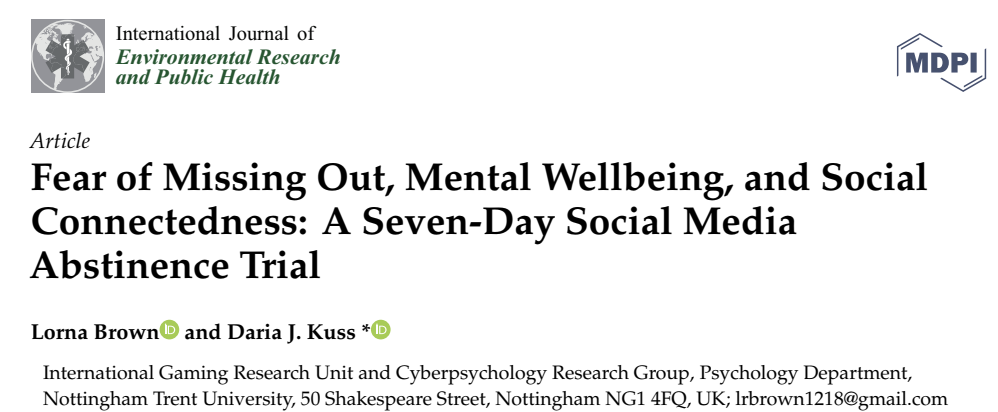 International Journal of
Environmental Research
and Public Health
MDPI
Article
Fear of Missing Out, Mental Wellbeing, and Social
Connectedness: A Seven-Day Social Media
Abstinence Trial
Lorna Brown iD and Daria J. Kuss * iD
International Gaming Research Unit and Cyberpsychology Research Group, Psychology Department,
Nottingham Trent University, 50 Shakespeare Street, Nottingham NG1 4FQ, UK; lrbrown1218@gmail.com